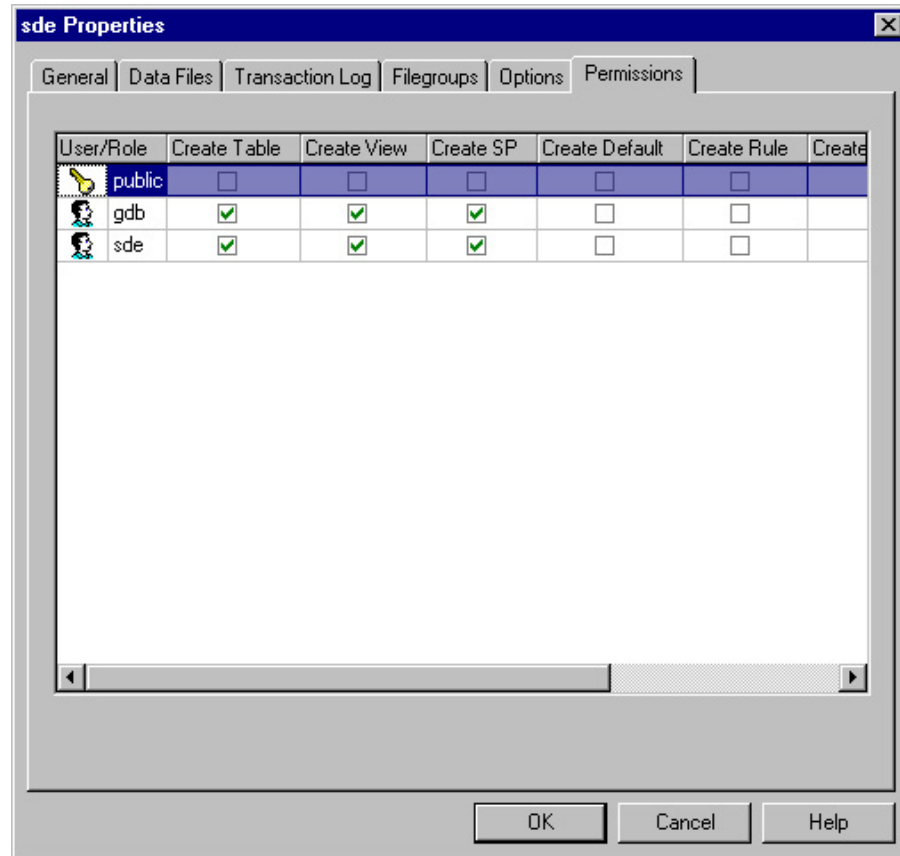 sde Properties
General Data Files Transaction Log Filegroups Options Permissions
User/Role Create Table Create View Create SP Create Default Create Rule Create
public
gdb
sde
OK Cancel Help